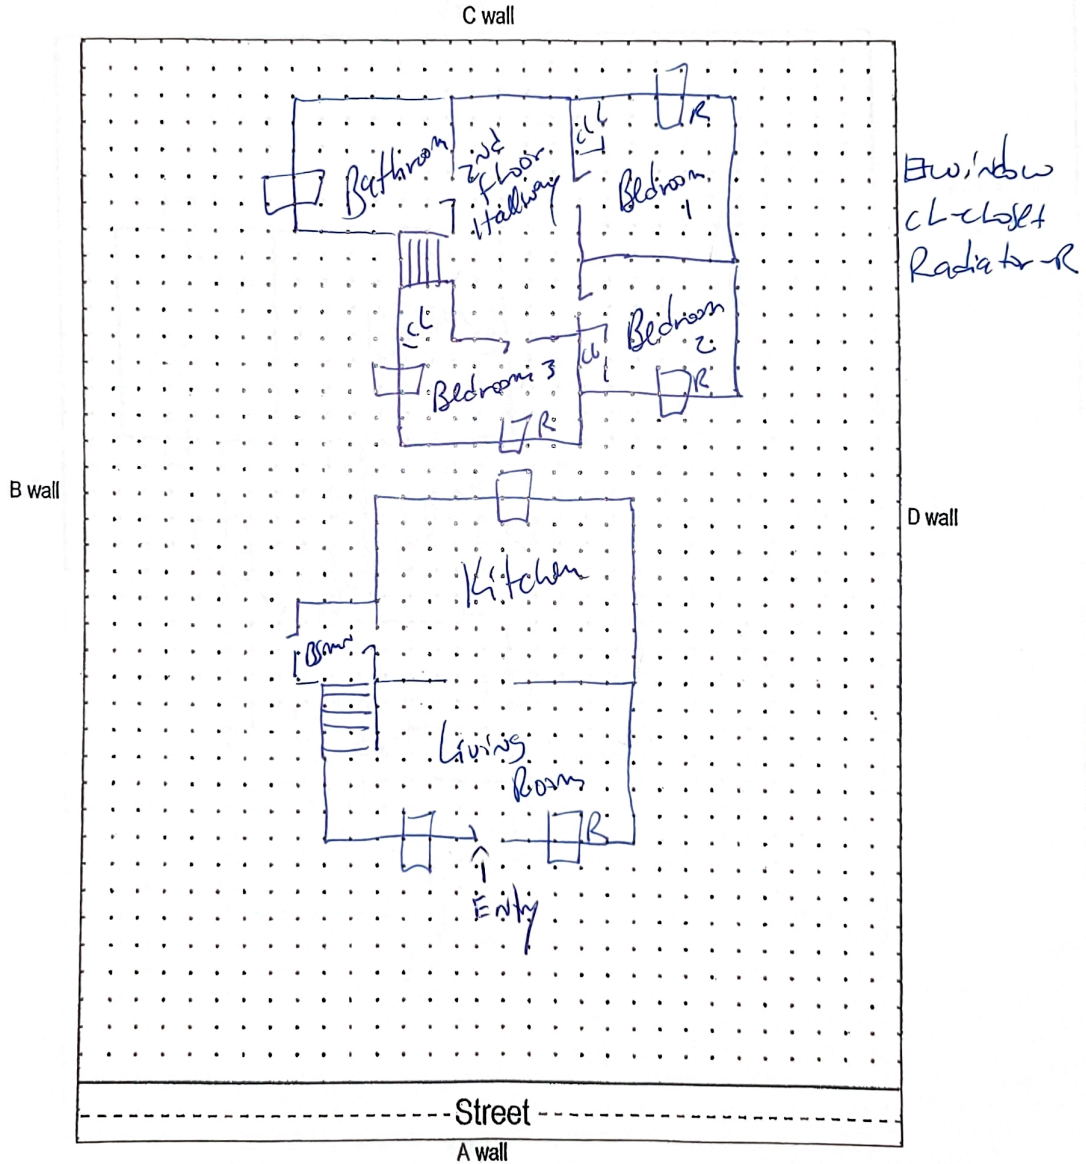 C wall
CL
R
Bathroom
2nd
Floor
Hallway
Bedroom
1
window
CL-closet
Radiator-R
CL
Bedroom
2
CL
R
Bedroom 3
R
B wall
D wall
Kitchen
Bsmt
Living
Room
R
Entry
Street
A wall